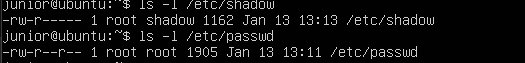 junior@ubuntu:~$ ls -l /etc/shadow
-rw-r----- 1 root shadow 1162 Jan 13 13:13 /etc/shadow
junior@ubuntu:~$ ls -l /etc/passwd
-rw-r--r-- 1 root root 1905 Jan 13 13:11 /etc/passwd